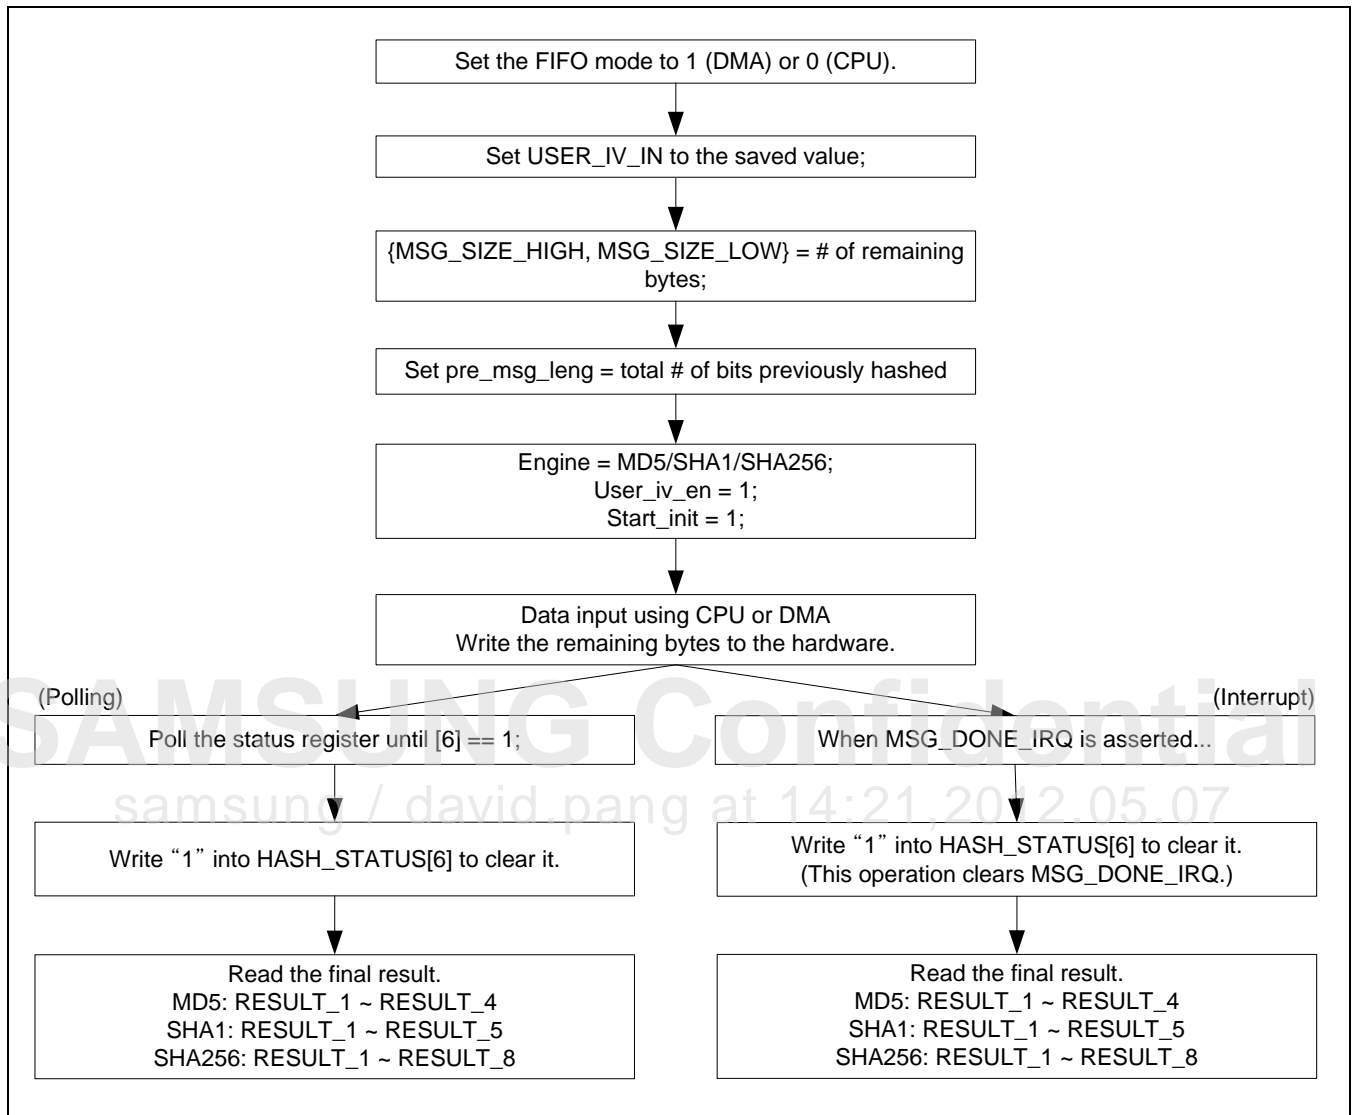 Set the FIFO mode to 1 (DMA) or 0 (CPU).
Set USER_IV_IN to the saved value;
{MSG_SIZE_HIGH, MSG_SIZE_LOW} = # of remaining
bytes;
Set pre_msg_leng = total # of bits previously hashed
Engine = MD5/SHA1/SHA256;
User_iv_en = 1;
Start_init = 1;
Data input using CPU or DMA
Write the remaining bytes to the hardware.
SAMSUNG Confidential
(Polling)
(Interrupt)
Poll the status register until [6] == 1;
When MSG_DONE_IRQ is asserted...
samsung / david.pang at 14:21,2012.05.07
Write “1” into HASH_STATUS[6] to clear it.
Write “1” into HASH_STATUS[6] to clear it.
(This operation clears MSG_DONE_IRQ.)
Read the final result.
MD5: RESULT_1 ~ RESULT_4
SHA1: RESULT_1 ~ RESULT_5
SHA256: RESULT_1 ~ RESULT_8
Read the final result.
MD5: RESULT_1 ~ RESULT_4
SHA1: RESULT_1 ~ RESULT_5
SHA256: RESULT_1 ~ RESULT_8